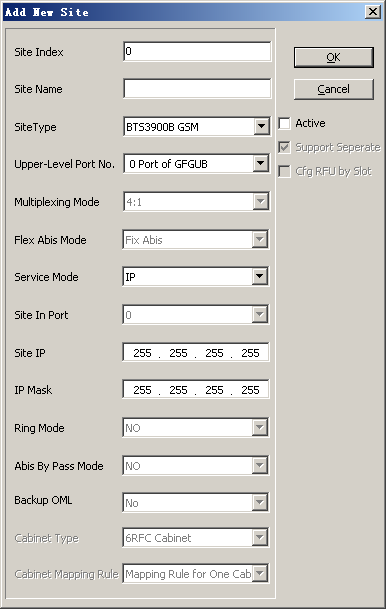 Add New Site
Site Index 0
OK
Site Name
Cancel
SiteType BTS3900B GSM
Active
Upper-Level Port No. 0 Port of GFGUB
Support Seperate
Cfg RFU by Slot
Multiplexing Mode 4:1
Flex Abis Mode Fix Abis
Service Mode IP
Site In Port 0
Site IP 255 . 255 . 255 . 255
IP Mask 255 . 255 . 255 . 255
Ring Mode NO
Abis By Pass Mode NO
Backup OML No
Cabinet Type 6RFC Cabinet
Cabinet Mapping Rule Mapping Rule for One Cab